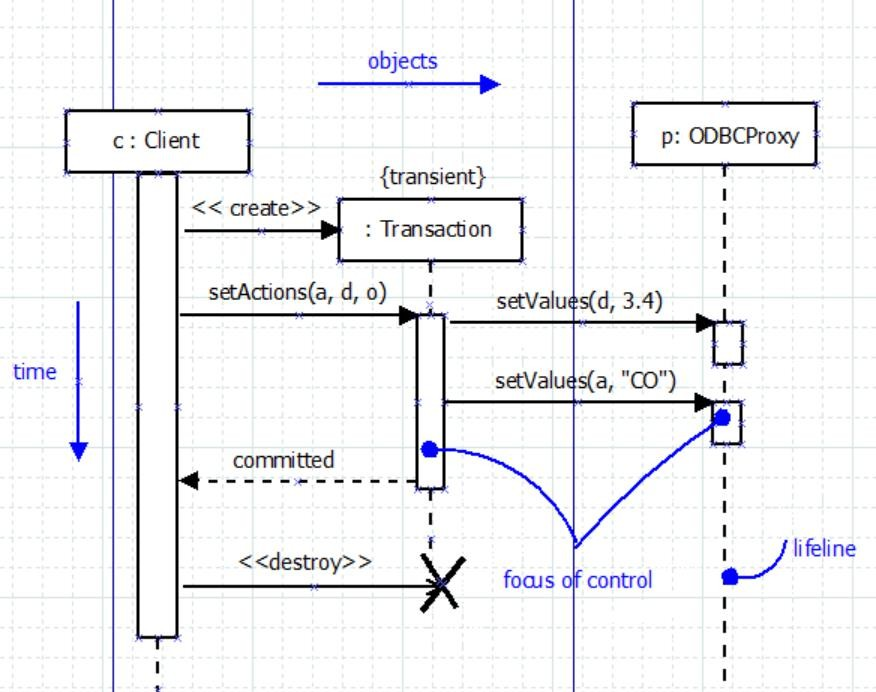 objects
c : Client
p: ODBCProxy
{transient}
<< create>>
: Transaction
setActions(a, d, o)
setValues(d, 3.4)
time
setValues(a, "CO")
committed
<<destroy>>
focus of control
lifeline